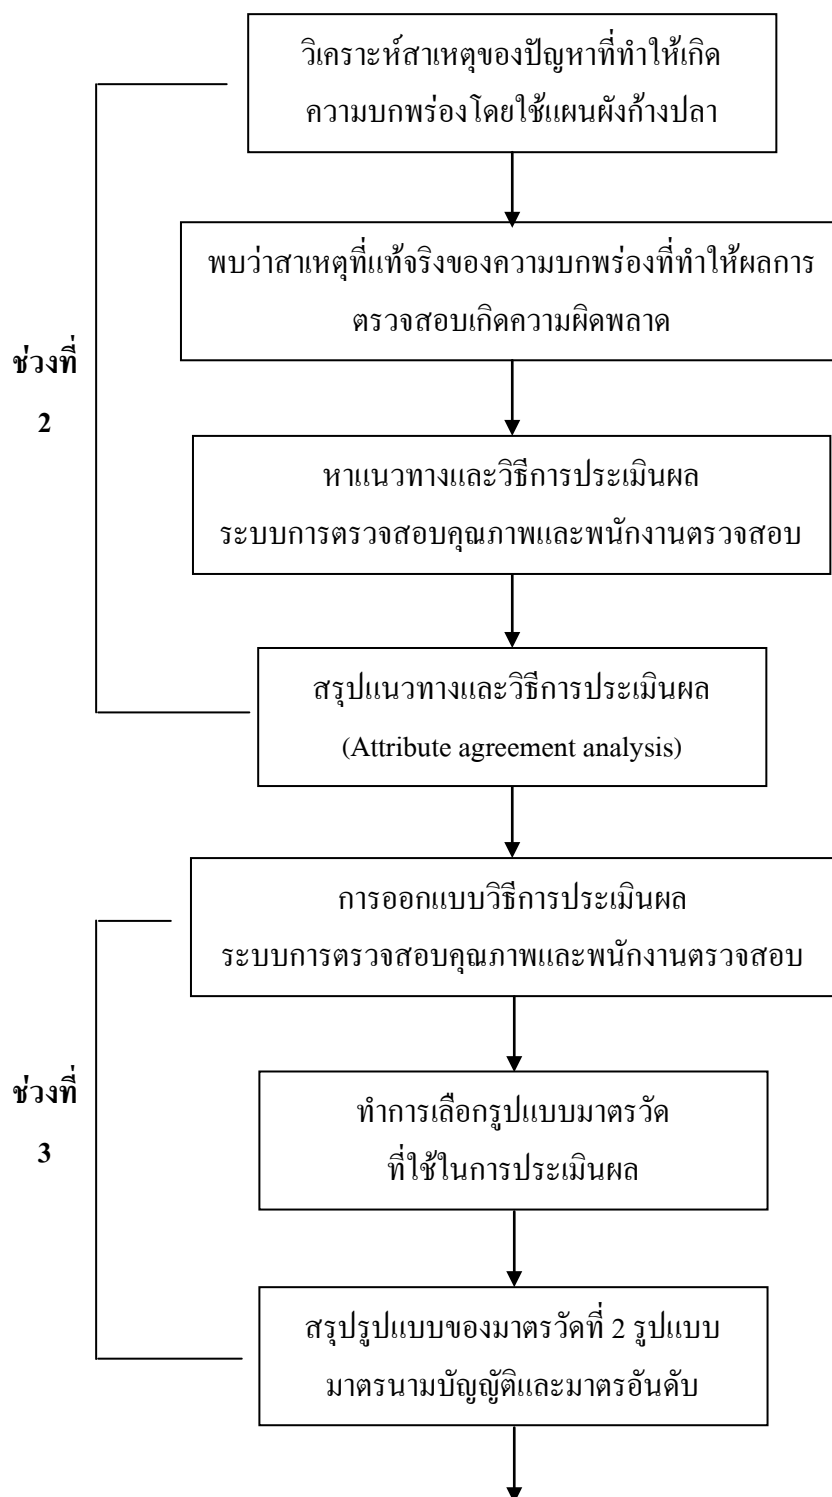 วิเคราะห์สาเหตุของปัญหาที่ทำให้เกิด
ความบกพร่องโดยใช้แผนผังก้างปลา
พบว่าสาเหตุที่แท้จริงของความบกพร่องที่ทำให้ผลการ
ตรวจสอบเกิดความผิดพลาด
ช่วงที่
2
หาแนวทางและวิธีการประเมินผล
ระบบการตรวจสอบคุณภาพและพนักงานตรวจสอบ
สรุปแนวทางและวิธีการประเมินผล
(Attribute agreement analysis)
การออกแบบวิธีการประเมินผล
ระบบการตรวจสอบคุณภาพและพนักงานตรวจสอบ
ช่วงที่
3
ทำการเลือกรูปแบบมาตรวัด
ที่ใช้ในการประเมินผล
สรุปรูปแบบของมาตรวัดที่ 2 รูปแบบ
มาตรนามบัญญัติและมาตรอันดับ